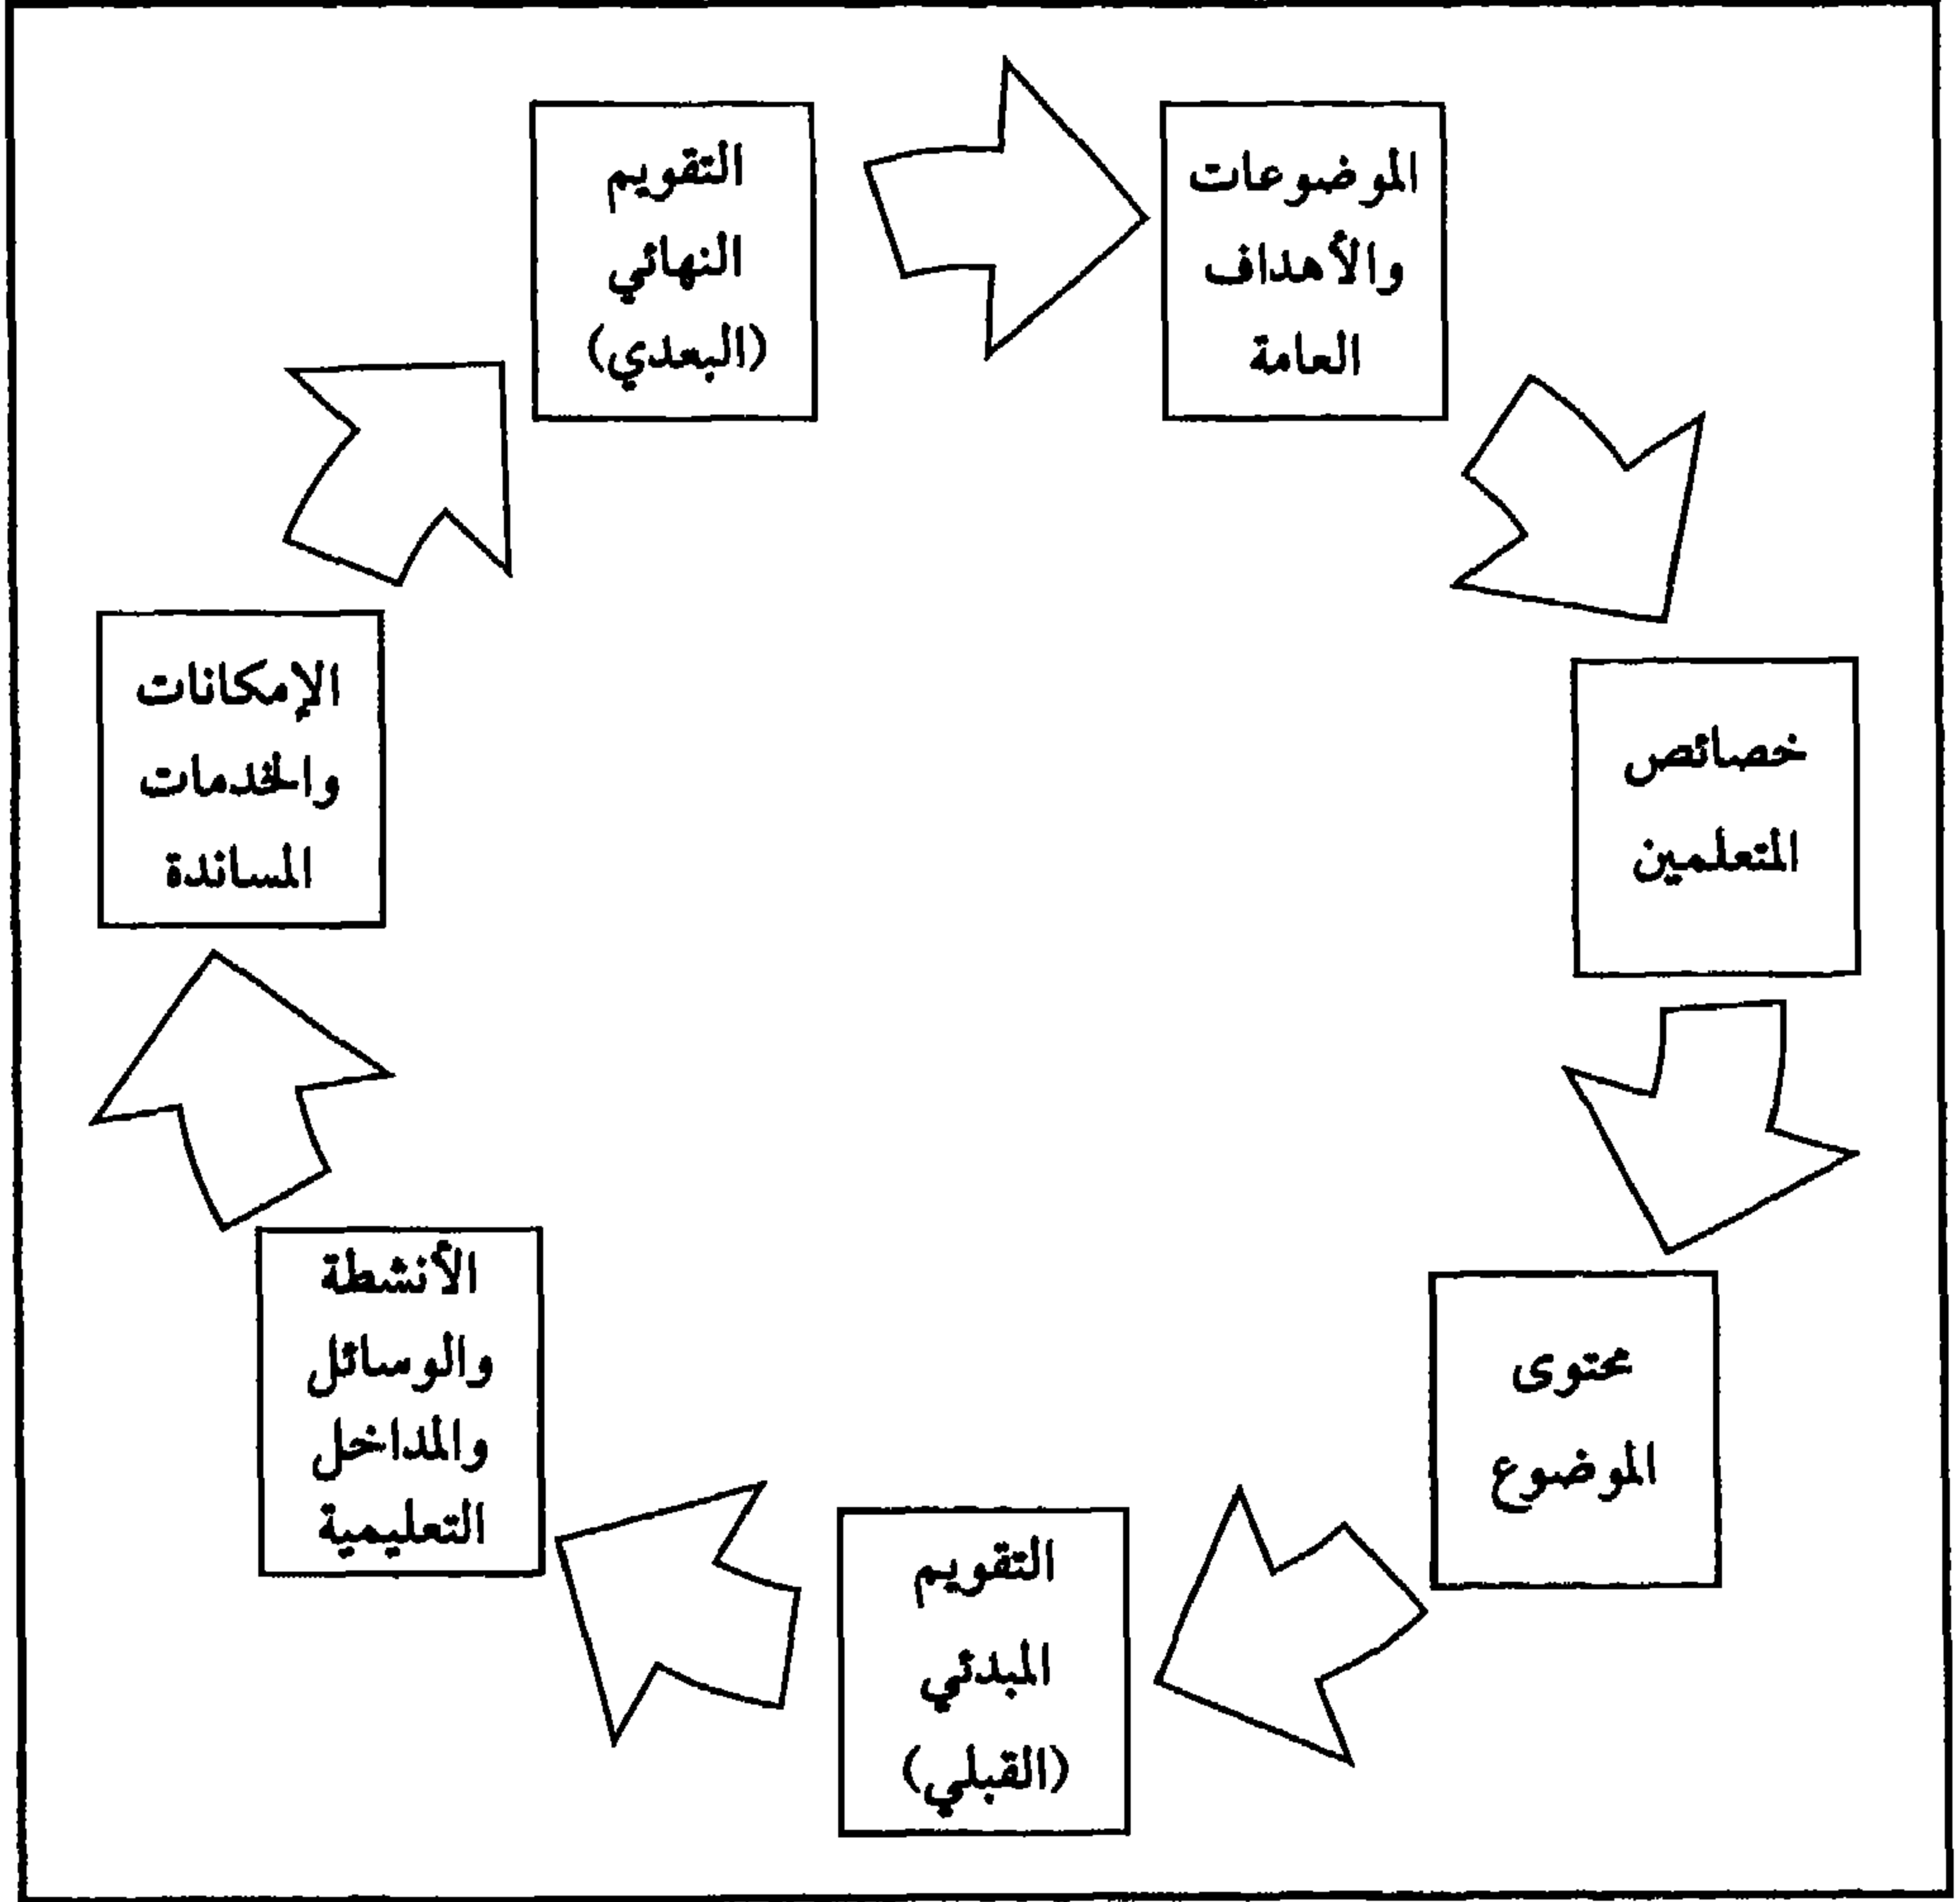 الموضوعات
والأهداف
العامة
خصائص
المتعلمين
محتوى
الموضوع
التقويم
المبدئي
(القبلي)
الأنشطة
والوسائل
والمداخل
التعليمية
الإمكانات
والخدمات
المساندة
التقويم
النهائي
(البعدي)